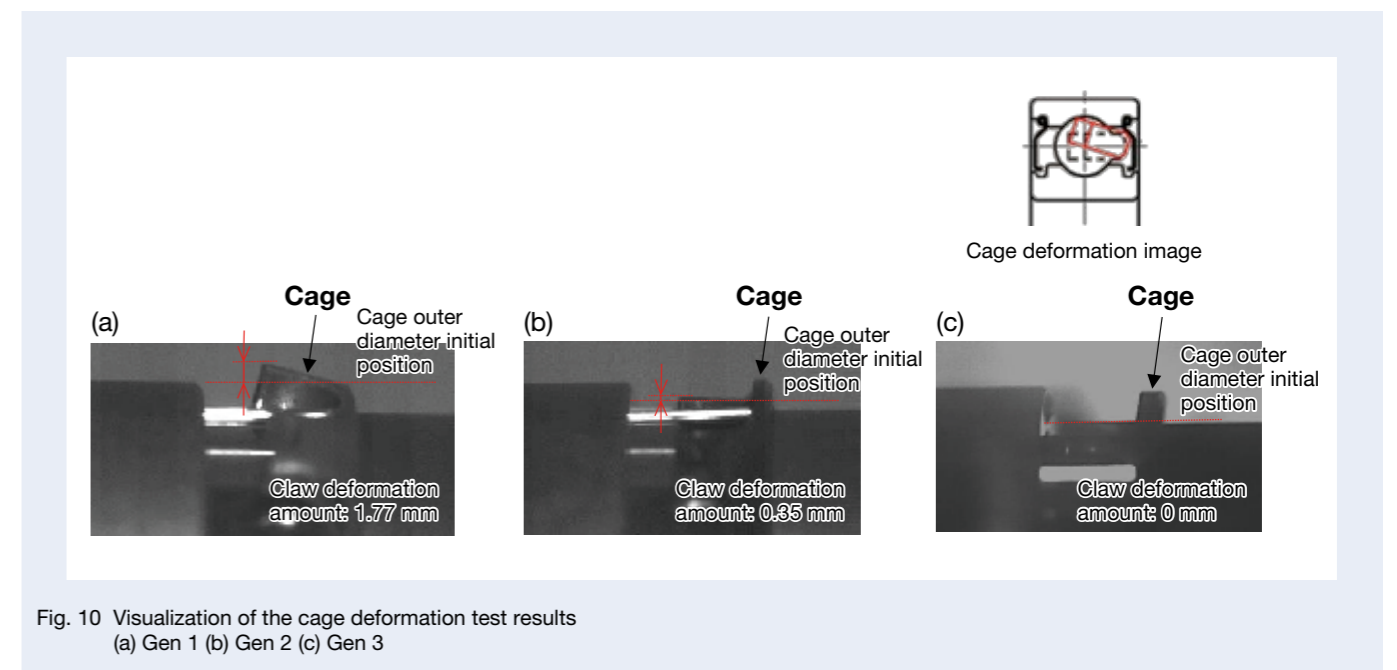 Cage deformation image
(a)
Cage
Cage outer
diameter initial
position
Claw deformation
amount: 1.77 mm
(b)
Cage
Cage outer
diameter initial
position
Claw deformation
amount: 0.35 mm
(c)
Cage
Cage outer
diameter initial
position
Claw deformation
amount: 0 mm
Fig. 10 Visualization of the cage deformation test results
(a) Gen 1 (b) Gen 2 (c) Gen 3